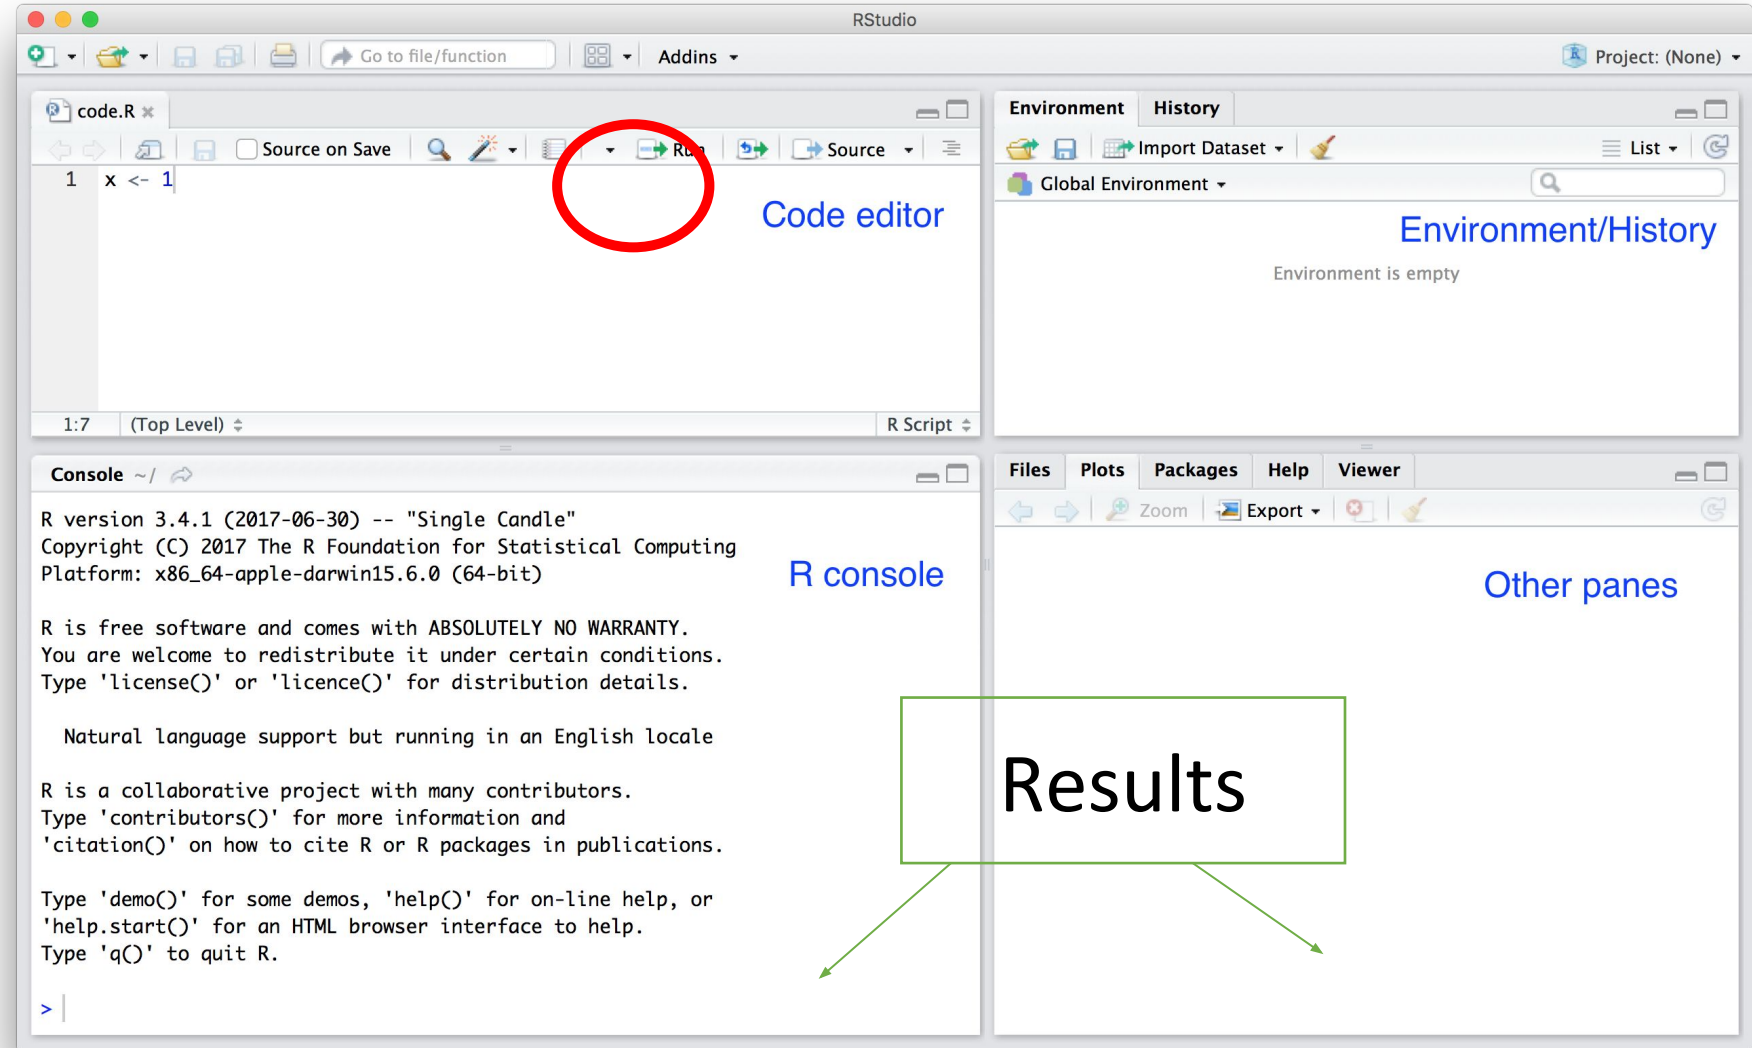 RStudio
Go to file/function
Addins
Project: (None)
code.R
Source on Save
Run
Source
1 x <- 1
Code editor
1:7 (Top Level)
R Script
Environment History
Import Dataset
List
Global Environment
Environment/History
Environment is empty
Console ~/
R version 3.4.1 (2017-06-30) -- "Single Candle"
Copyright (C) 2017 The R Foundation for Statistical Computing
Platform: x86_64-apple-darwin15.6.0 (64-bit)
R console
R is free software and comes with ABSOLUTELY NO WARRANTY.
You are welcome to redistribute it under certain conditions.
Type 'license()' or 'licence()' for distribution details.
Natural language support but running in an English locale
R is a collaborative project with many contributors.
Type 'contributors()' for more information and
'citation()' on how to cite R or R packages in publications.
Type 'demo()' for some demos, 'help()' for on-line help, or
'help.start()' for an HTML browser interface to help.
Type 'q()' to quit R.
>
Files Plots Packages Help Viewer
Zoom
Export
Other panes
Results